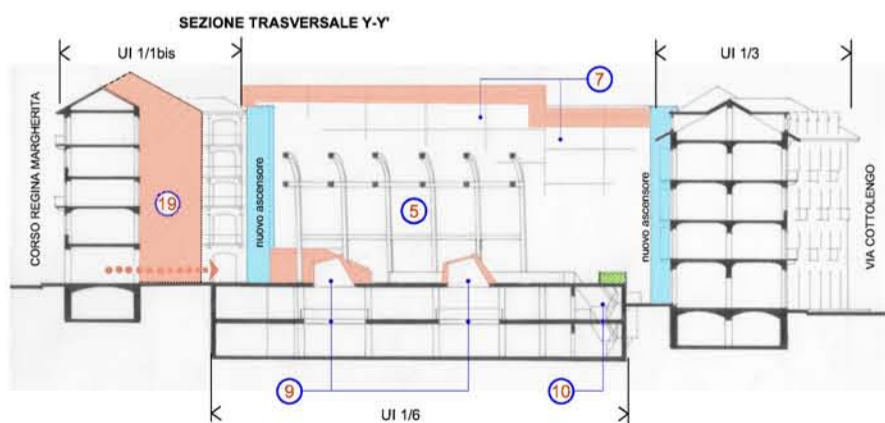 SEZIONE TRASVERSALE Y-Y'
UI 1/1bis
UI 1/3
7
CORSO REGINA MARGHERITA
19
nuovo ascensore
5
nuovo ascensore
VIA COTTOLENGO
9
10
UI 1/6